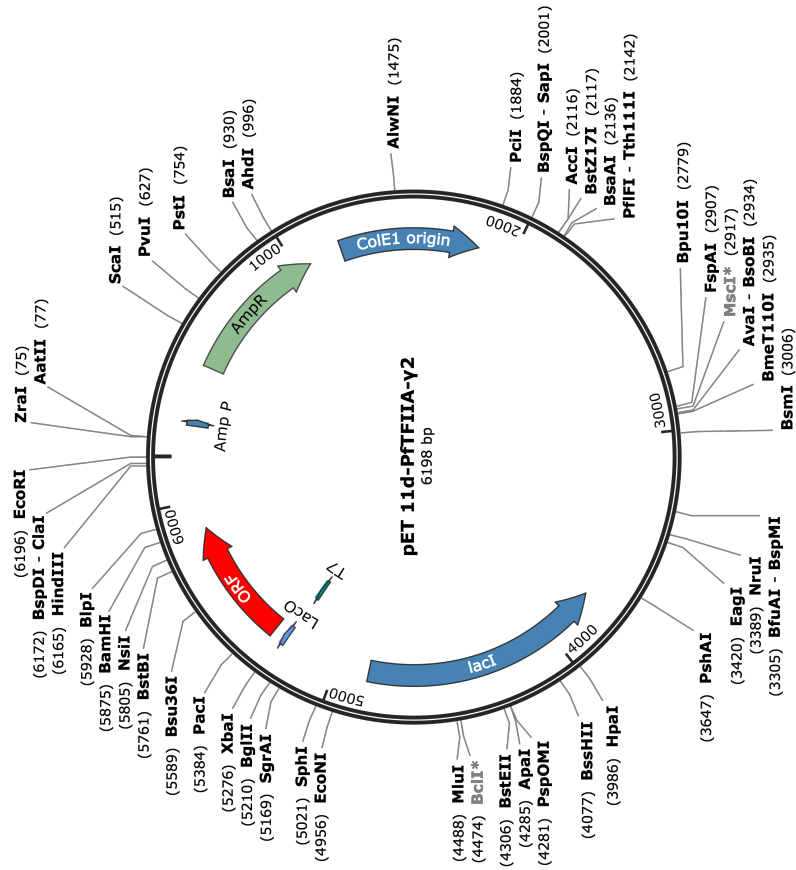 AlwNI (1475)
PciI (1884)
BspQI - SapI (2001)
AccI (2116)
BstZ17I (2117)
BsaAI (2136)
PflFI - Tth111I (2142)
Bpu10I (2779)
FspAI (2907)
MscI* (2917)
AvaI - BsoBI (2934)
BmeT110I (2935)
BsmI (3006)
(3305) BfuAI - BspMI
(3389) NruI
(3420) EagI
(3647) PshAI
(3986) HpaI
(4077) BssHII
(4281) PspOMI
(4285) ApaI
(4306) BstEII
(4474) BclI*
(4488) MluI
(4956) EcoNI
(5021) SphI
(5169) SgrAI
(5210) BglII
(5276) XbaI
(5384) PacI
(5589) Bsu36I
(5761) BstBI
(5805) NsiI
(5875) BamHI
(5928) BlpI
(6165) HindIII
(6172) BspDI - ClaI
(6196) EcoRI
ZraI (75)
AatII (77)
ScaI (515)
PvuI (627)
PstI (754)
BsaI (930)
AhdI (996)
1000
2000
3000
4000
5000
6000
ColE1 origin
AmpR
Amp P
ORF
LacO
T7
lacI
pET 11d-PfTFIIA-γ2
6198 bp